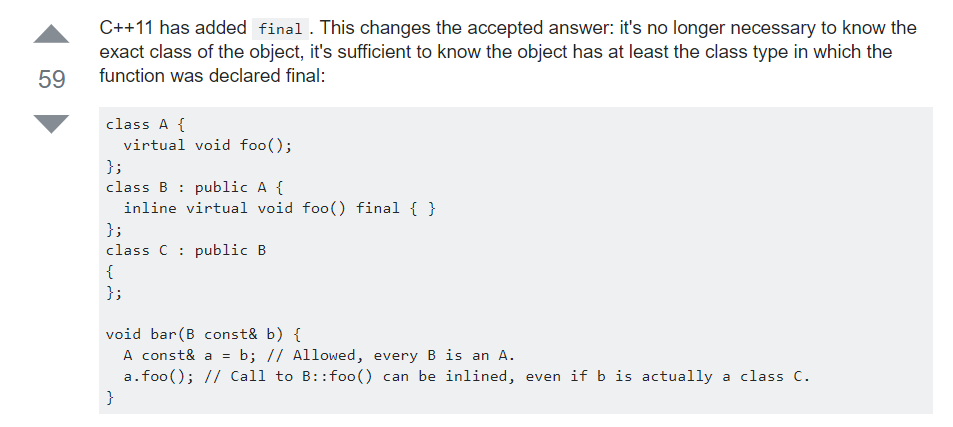 C++11 has added final . This changes the accepted answer: it's no longer necessary to know the
exact class of the object, it's sufficient to know the object has at least the class type in which the
59
function was declared final:
class A {
  virtual void foo();
};
class B : public A {
  inline virtual void foo() final { }
};
class C : public B
{
};

void bar(B const& b) {
  A const& a = b; // Allowed, every B is an A.
  a.foo(); // Call to B::foo() can be inlined, even if b is actually a class C.
}